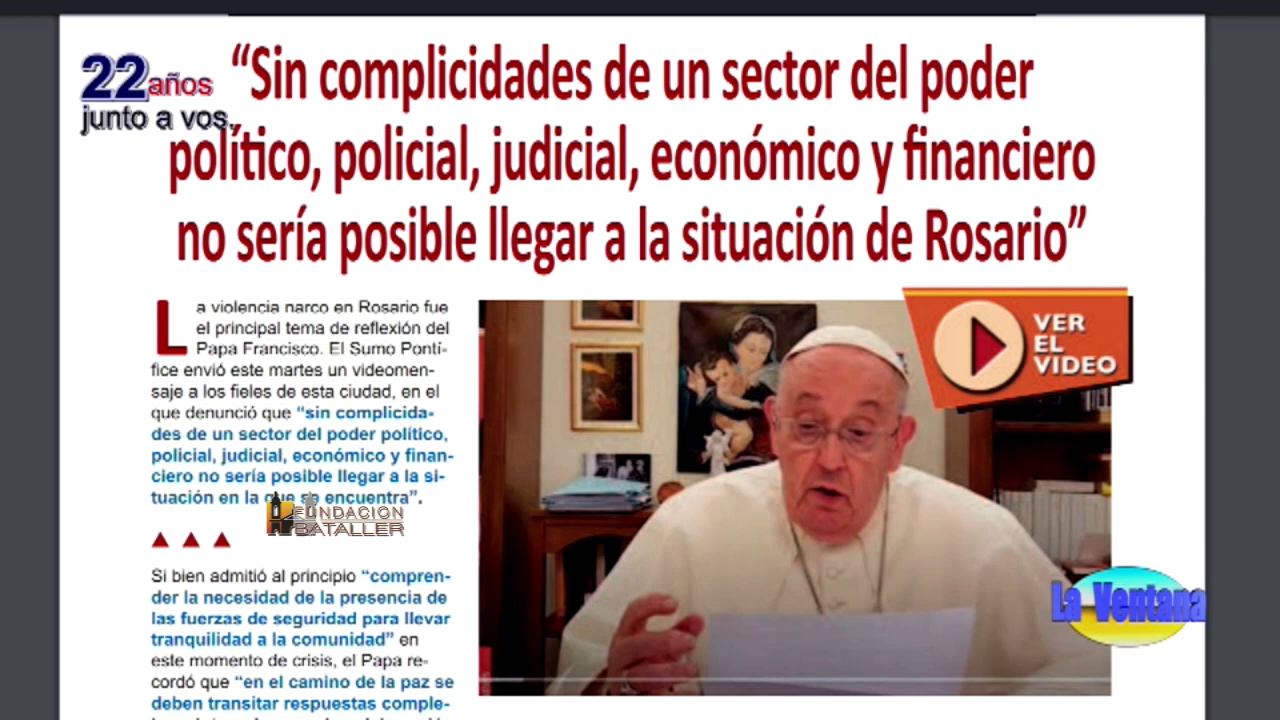 22 años
junto a vos.
“Sin complicidades de un sector del poder
político, policial, judicial, económico y financiero
no sería posible llegar a la situación de Rosario”
La violencia narco en Rosario fue
el principal tema de reflexión del
Papa Francisco. El Sumo Pontí-
fice envió este martes un videomen-
saje a los fieles de esta ciudad, en el
que denunció que “sin complicida-
des de un sector del poder político,
policial, judicial, económico y finan-
ciero no sería posible llegar a la si-
tuación en la que se encuentra”.
FUNDACION
BATALLER
Si bien admitió al principio “compren-
der la necesidad de la presencia de
las fuerzas de seguridad para llevar
tranquilidad a la comunidad” en
este momento de crisis, el Papa re-
cordó que “en el camino de la paz se
deben transitar respuestas comple-
VER
EL
VIDEO
La Ventana